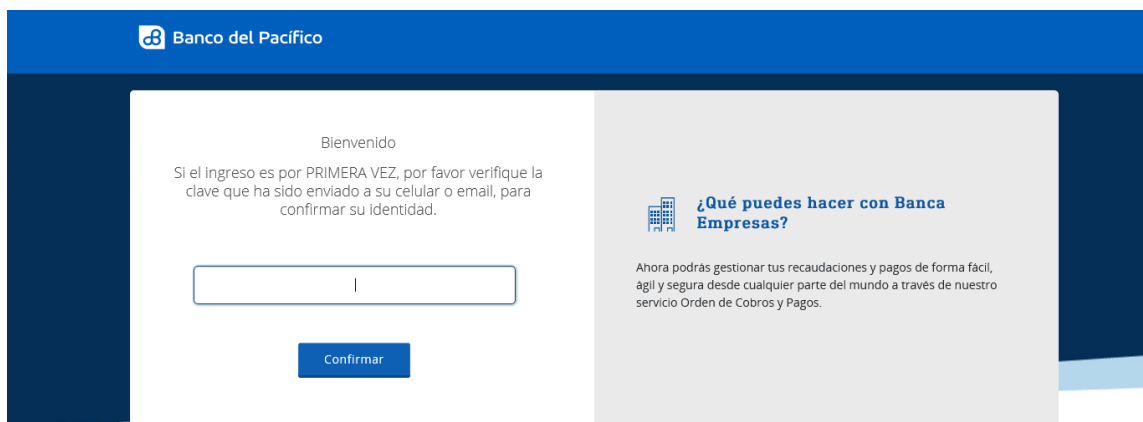 Banco del Pacífico
Bienvenido
Si el ingreso es por PRIMERA VEZ, por favor verifique la
clave que ha sido enviado a su celular o email, para
confirmar su identidad.
Confirmar
¿Qué puedes hacer con Banca
Empresas?
Ahora podrás gestionar tus recaudaciones y pagos de forma fácil,
ágil y segura desde cualquier parte del mundo a través de nuestro
servicio Orden de Cobros y Pagos.